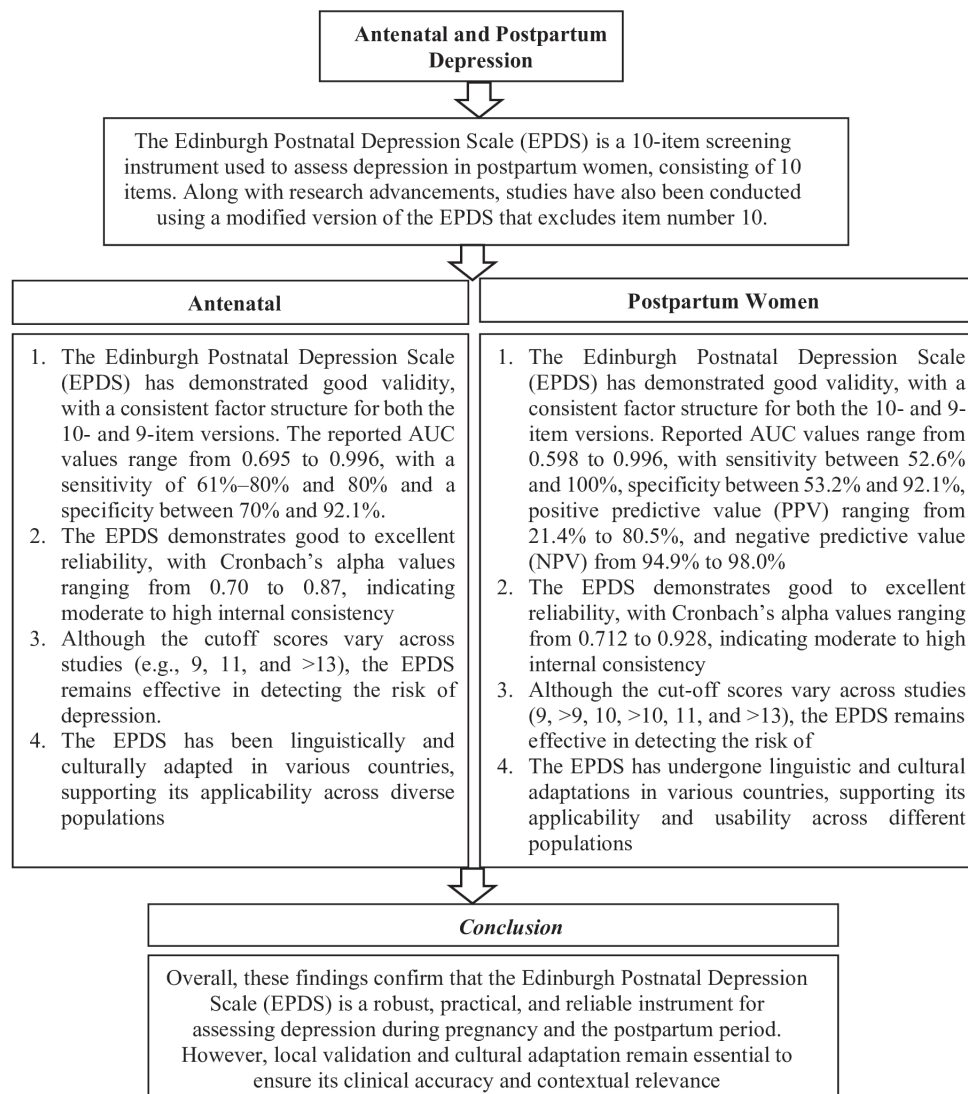 Antenatal and Postpartum
Depression
The Edinburgh Postnatal Depression Scale (EPDS) is a 10-item screening
instrument used to assess depression in postpartum women, consisting of 10
items. Along with research advancements, studies have also been conducted
using a modified version of the EPDS that excludes item number 10.
Antenatal
1. The Edinburgh Postnatal Depression Scale
(EPDS) has demonstrated good validity,
with a consistent factor structure for both the
10- and 9-item versions. The reported AUC
values range from 0.695 to 0.996, with a
sensitivity of 61%–80% and 80% and a
specificity between 70% and 92.1%.
2. The EPDS demonstrates good to excellent
reliability, with Cronbach’s alpha values
ranging from 0.70 to 0.87, indicating
moderate to high internal consistency
3. Although the cutoff scores vary across
studies (e.g., 9, 11, and >13), the EPDS
remains effective in detecting the risk of
depression.
4. The EPDS has been linguistically and
culturally adapted in various countries,
supporting its applicability across diverse
populations
Postpartum Women
1. The Edinburgh Postnatal Depression Scale
(EPDS) has demonstrated good validity, with a
consistent factor structure for both the 10- and 9-
item versions. Reported AUC values range from
0.598 to 0.996, with sensitivity between 52.6%
and 100%, specificity between 53.2% and 92.1%,
positive predictive value (PPV) ranging from
21.4% to 80.5%, and negative predictive value
(NPV) from 94.9% to 98.0%
2. The EPDS demonstrates good to excellent
reliability, with Cronbach’s alpha values ranging
from 0.712 to 0.928, indicating moderate to high
internal consistency
3. Although the cut-off scores vary across studies
(9, >9, 10, >10, 11, and >13), the EPDS remains
effective in detecting the risk of
4. The EPDS has undergone linguistic and cultural
adaptations in various countries, supporting its
applicability and usability across different
populations
Conclusion
Overall, these findings confirm that the Edinburgh Postnatal Depression
Scale (EPDS) is a robust, practical, and reliable instrument for
assessing depression during pregnancy and the postpartum period.
However, local validation and cultural adaptation remain essential to
ensure its clinical accuracy and contextual relevance